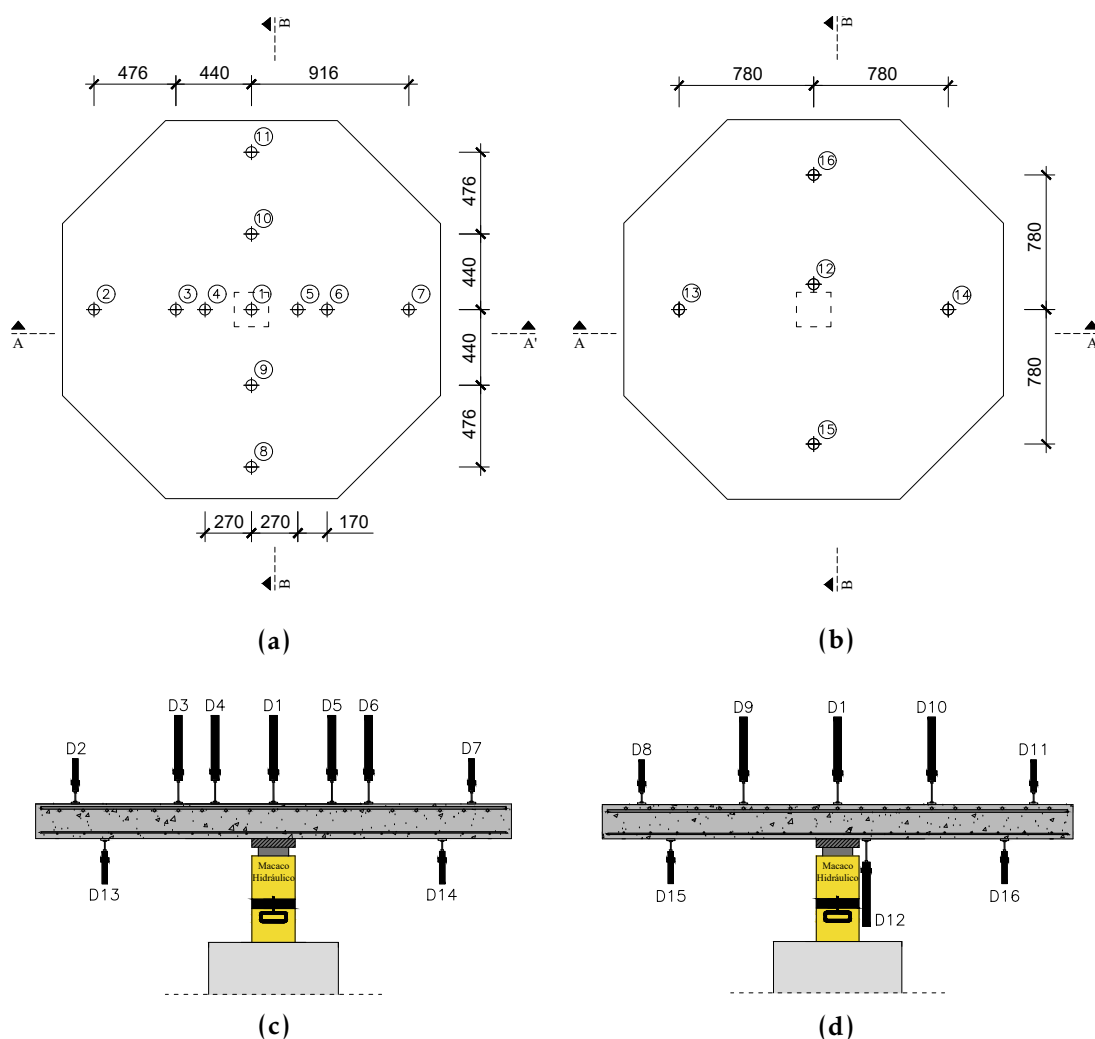 B B
476 440 916 780 780
11
16
476
10
780
440
12
2 3 4 1 5 6 7
13 14
A A' A A
440
780
9
476
15
8
270 270 170
B B
(a) (b)
D3 D4 D1 D5 D6 D9 D1 D10
D2 D7 D8 D11
Macaco Macaco
Hidráulico Hidráulico
D13 D14 D15 D16
D12
(c) (d)